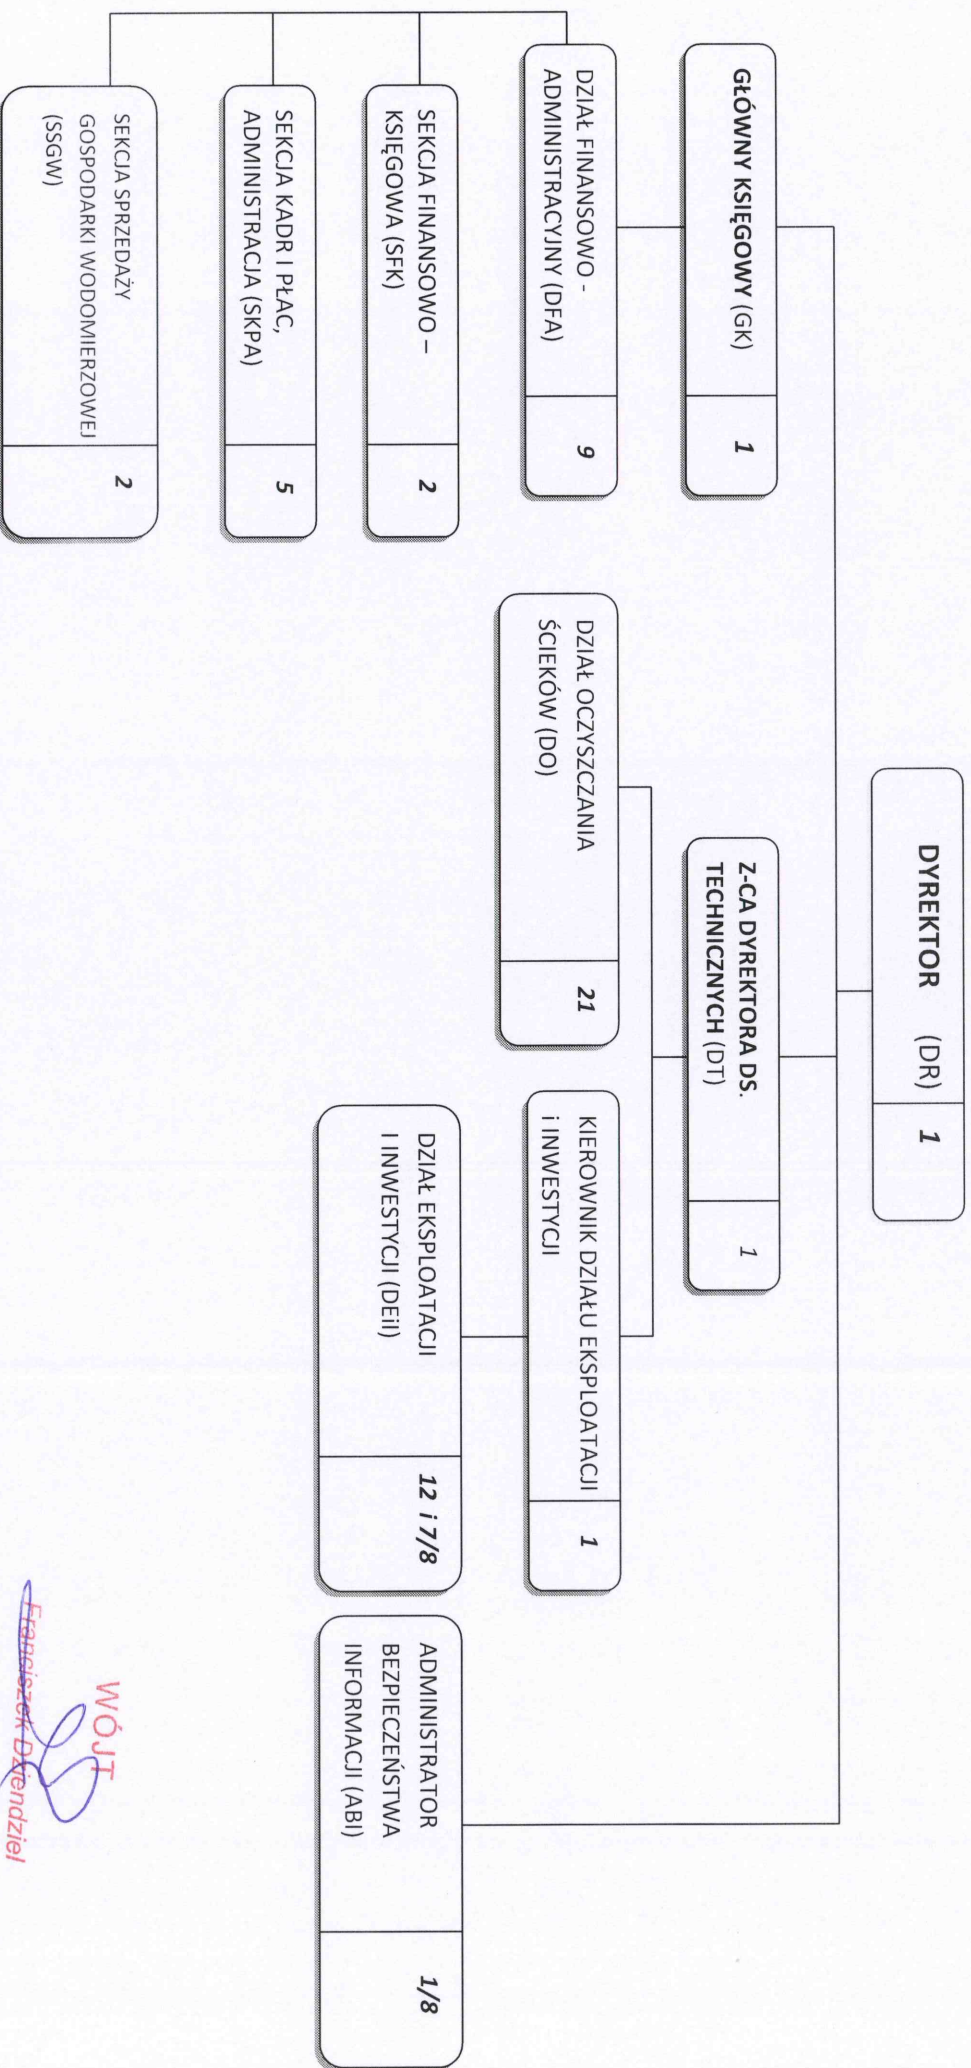 DYREKTOR (DR) 1
GŁÓWNY KSIĘGOWY (GK) 1
Z-CA DYREKTORA DS.
TECHNICZNYCH (DT) 1
DZIAŁ FINANSOWO -
ADMINISTRACYJNY (DFA) 9
DZIAŁ OCZYSZCZANIA
ŚCIEKÓW (DO) 21
KIEROWNIK DZIAŁU EKSPLOATACJI
i INWESTYCJI 1
SEKCJA FINANSOWO –
KSIĘGOWA (SFK) 2
DZIAŁ EKSPLOATACJI
I INWESTYCJI (DEiI) 12 i 7/8
ADMINISTRATOR
BEZPIECZEŃSTWA
INFORMACJI (ABI) 1/8
SEKCJA KADR I PŁAC,
ADMINISTRACJA (SKPA) 5
SEKCJA SPRZEDAŻY
GOSPODARKI WODOMIERZOWEJ
(SSGW) 2
WÓJT
Franciszek Dziendziel